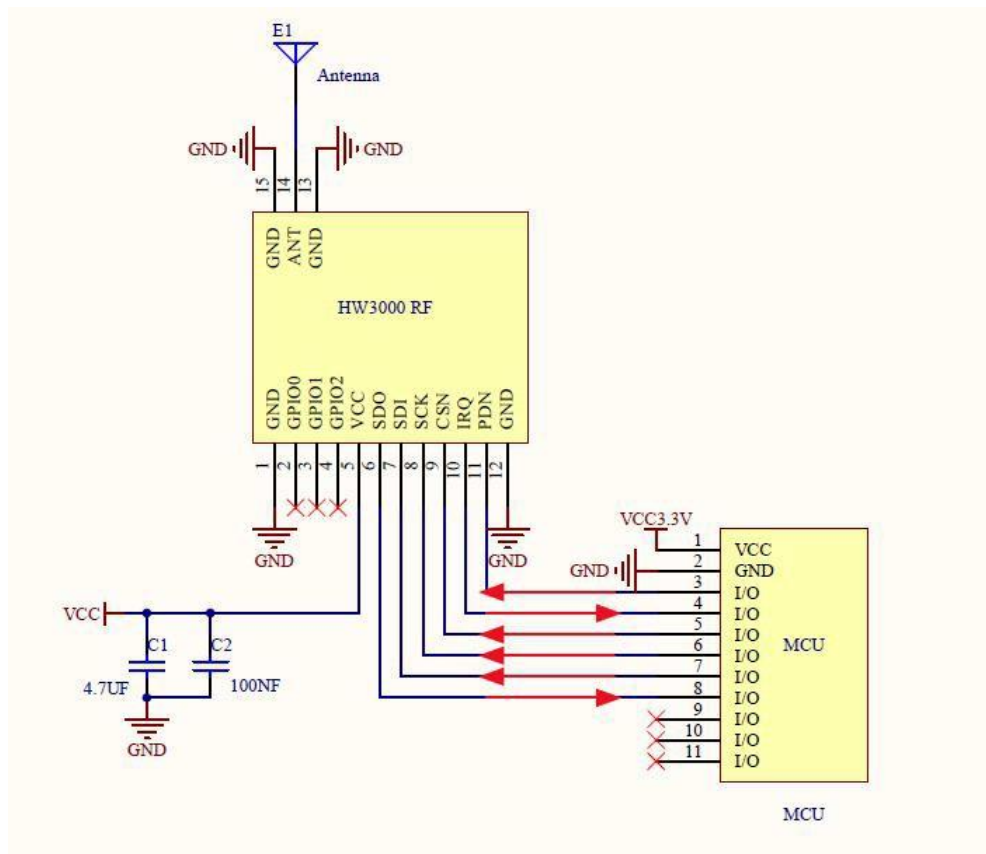 E1
Antenna
GND GND
15 14 13
GND ANT GND
HW3000 RF
GND GPIO0 GPIO1 GPIO2 VCC SDO SDI SCK CSN IRQ PDN GND
1 2 3 4 5 6 7 8 9 10 11 12
GND GND
VCC3.3V
1 VCC
GND 2 GND
3 I/O
4 I/O
5 I/O
6 I/O
7 I/O
8 I/O
9 I/O
10 I/O
11 I/O
MCU
MCU
VCC
C1 C2
4.7UF 100NF
GND